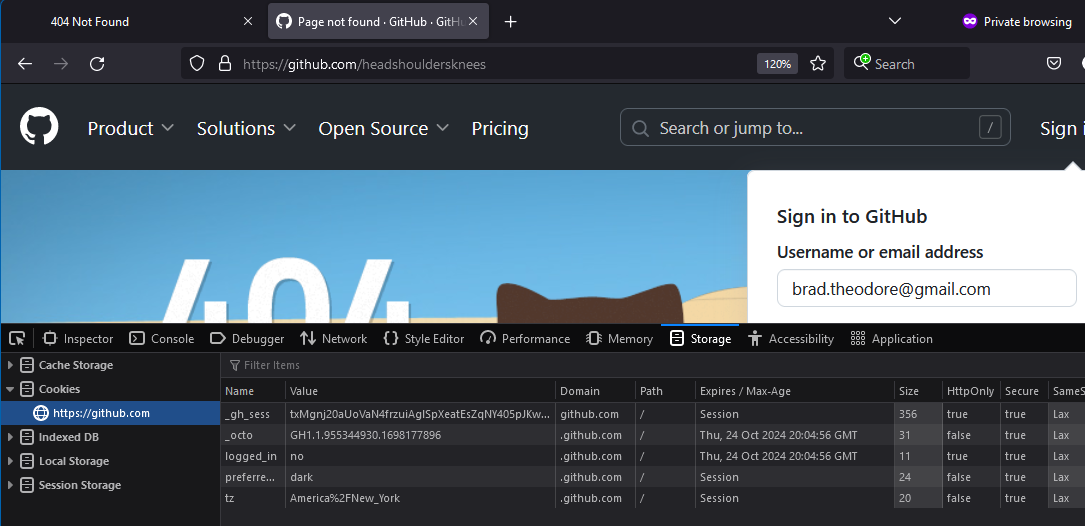 404 Not Found
Page not found · GitHub · GitHu
Private browsing
https://github.com/headshouldersknees
120%
Search
Product
Solutions
Open Source
Pricing
Search or jump to...
/
Sign i
404
Sign in to GitHub
Username or email address
brad.theodore@gmail.com
Inspector Console Debugger Network Style Editor Performance Memory Storage Accessibility Application
Cache Storage
Cookies
https://github.com
Indexed DB
Local Storage
Session Storage
Filter Items
Name Value Domain Path Expires / Max-Age Size HttpOnly Secure SameS
_gh_sess txMgnj20aUoVaN4frzuiAgISpXeatEsZqNY405pJKw... github.com / Session 356 true true Lax
_octo GH1.1.955344930.1698177896 .github.com / Thu, 24 Oct 2024 20:04:56 GMT 31 false true Lax
logged_in no .github.com / Thu, 24 Oct 2024 20:04:56 GMT 11 true true Lax
preferre... dark .github.com / Session 24 false true Lax
tz America%2FNew_York .github.com / Session 20 false true Lax